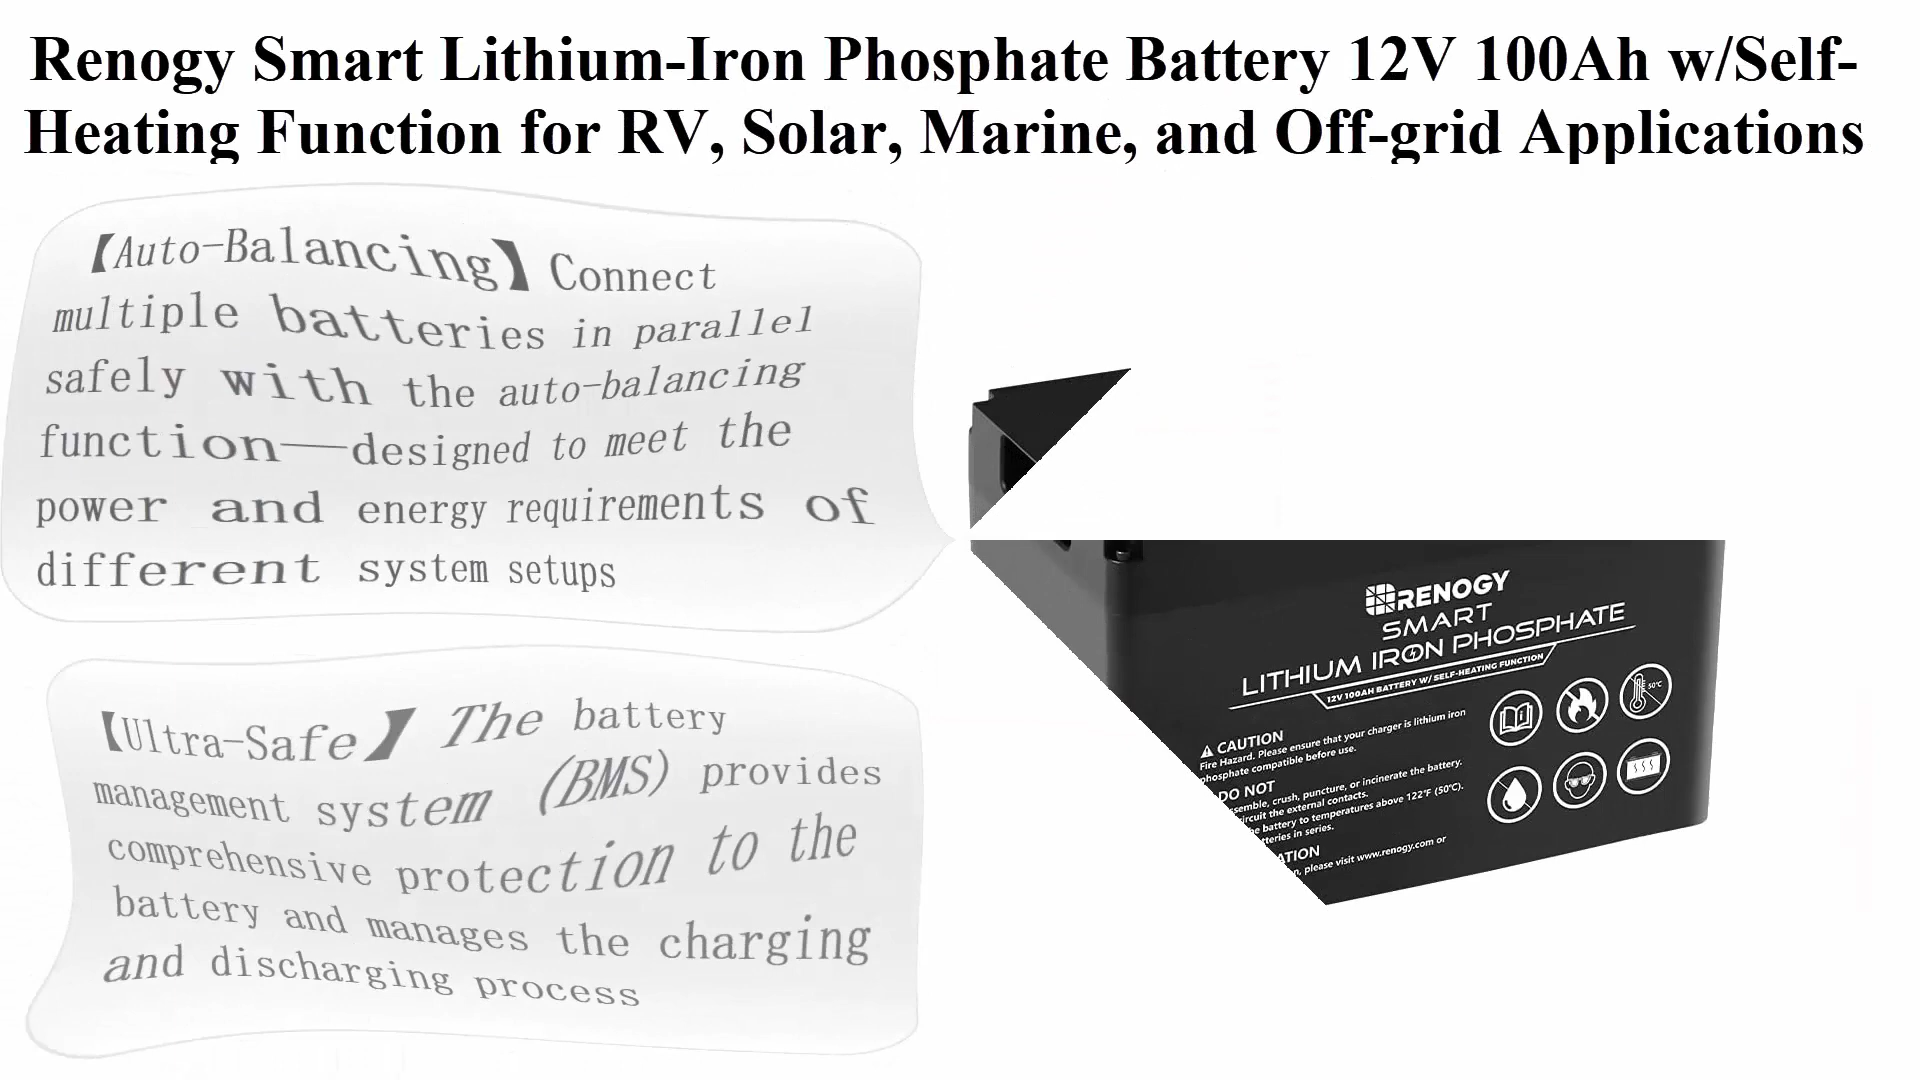 Renogy Smart Lithium-Iron Phosphate Battery 12V 100Ah w/Self-
Heating Function for RV, Solar, Marine, and Off-grid Applications
【Auto-Balancing】Connect
multiple batteries in parallel
safely with the auto-balancing
function——designed to meet the
power and energy requirements of
different system setups
【Ultra-Safe】The battery
management system (BMS) provides
comprehensive protection to the
battery and manages the charging
and discharging process
RENOGY
SMART
LITHIUM IRON PHOSPHATE
12V 100AH BATTERY W/ SELF-HEATING FUNCTION
50°C
CAUTION
Fire Hazard. Please ensure that your charger is lithium iron
phosphate compatible before use.
DO NOT
crush, puncture, or incinerate the battery.
the external contacts.
battery to temperatures above 122°F (50°C).
in series.
please visit www.renogy.com or